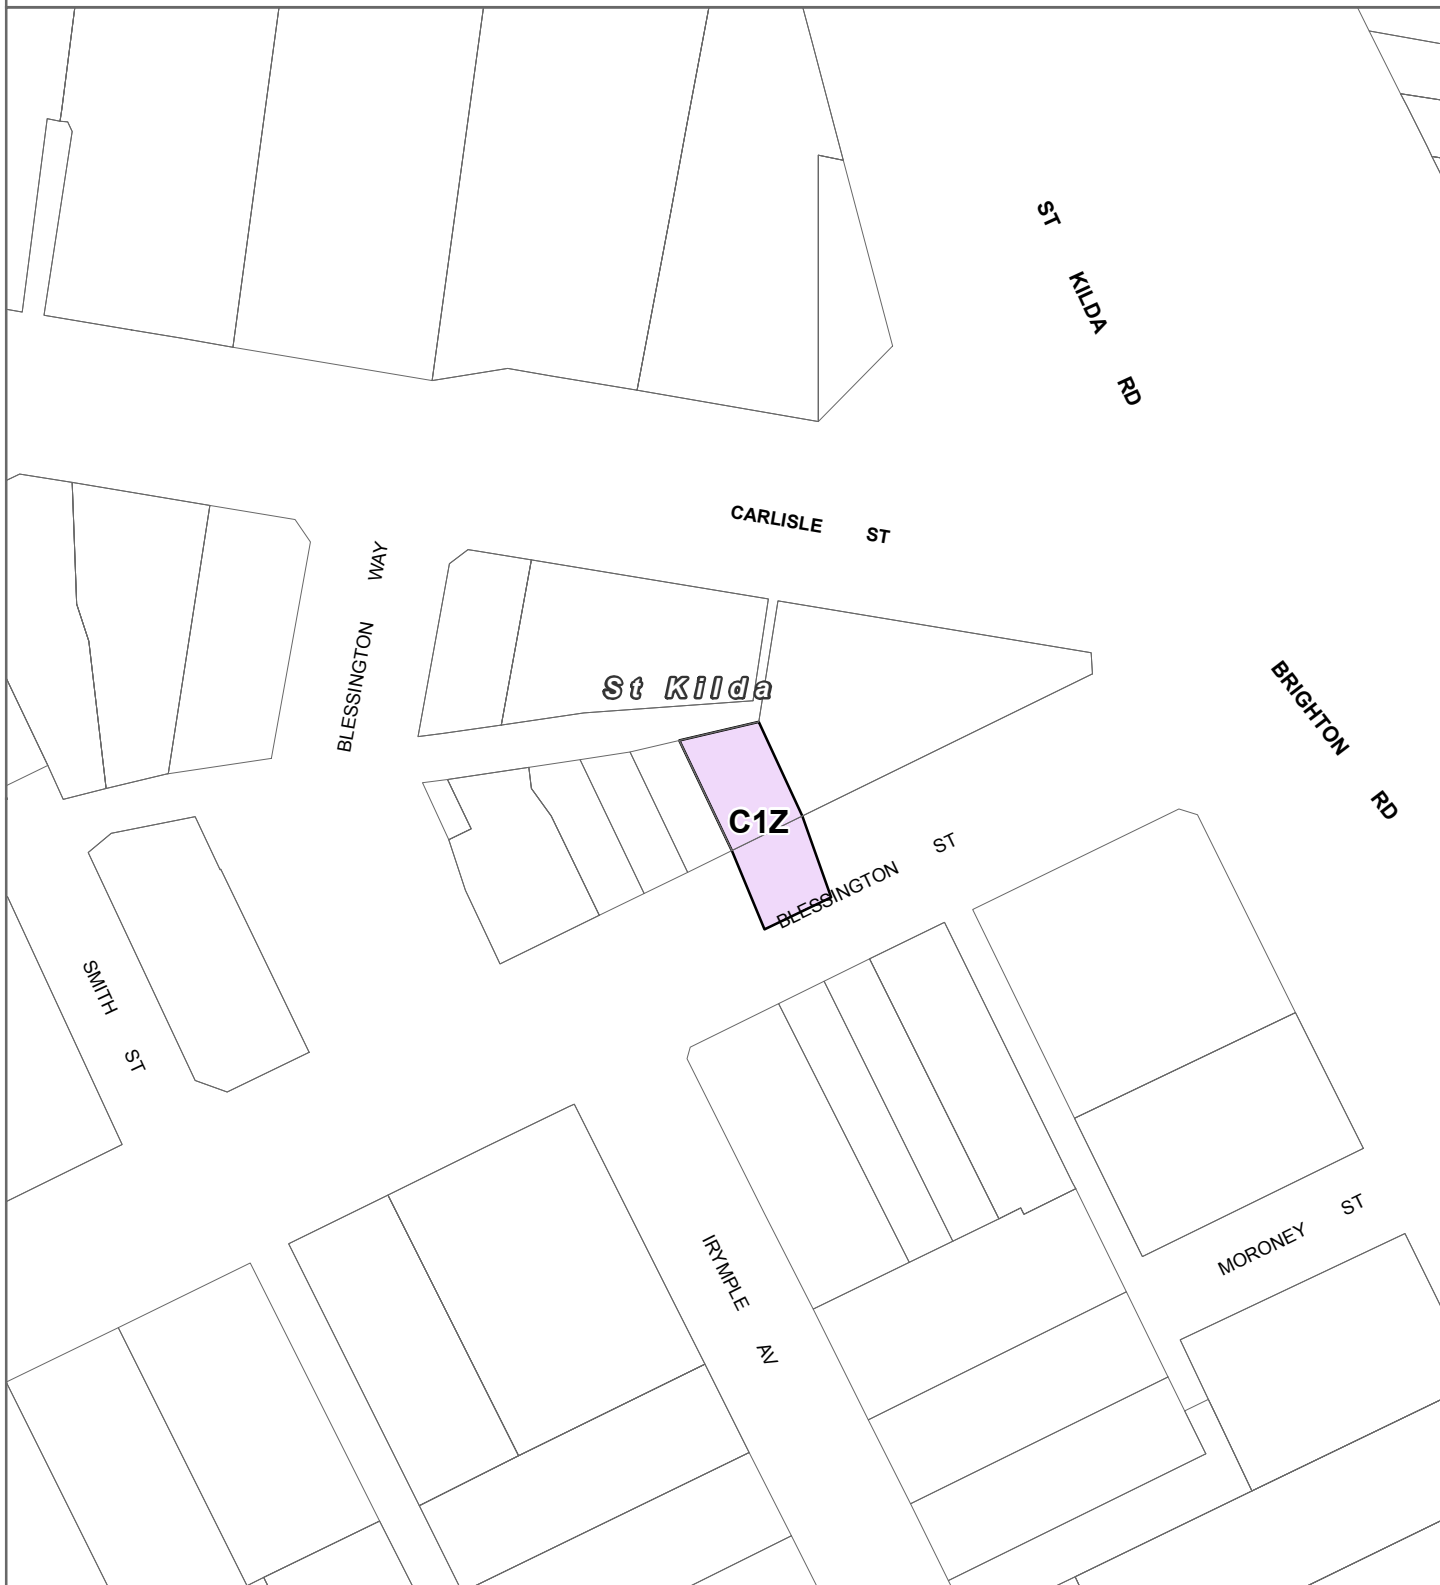 ST KILDA RD
CARLISLE ST
BLESSINGTON WAY
St Kilda
BRIGHTON RD
C1Z
BLESSINGTON ST
SMITH ST
IRYMPLE AV
MORONEY ST